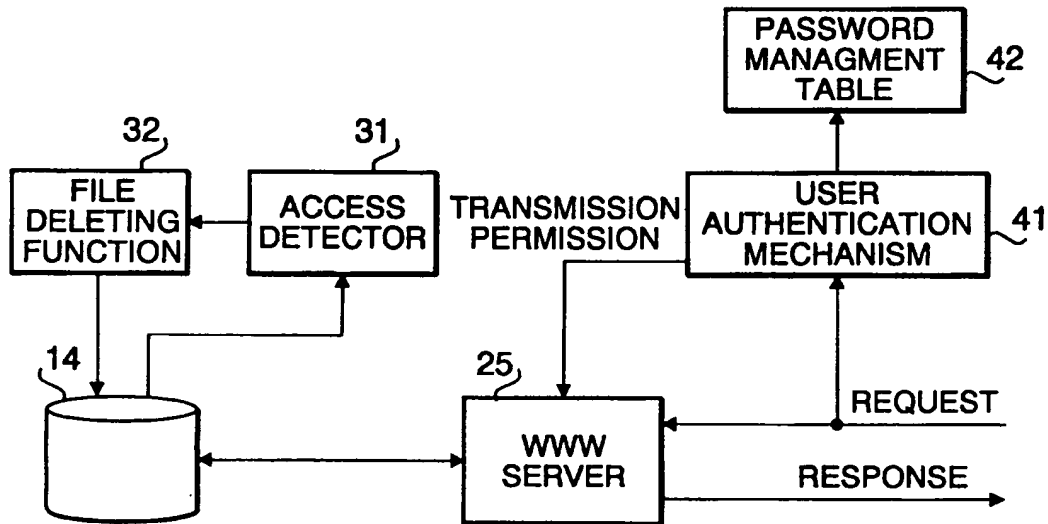 PASSWORD
MANAGMENT
TABLE
42
32
31
FILE
DELETING
FUNCTION
ACCESS
DETECTOR
TRANSMISSION
PERMISSION
USER
AUTHENTICATION
MECHANISM
41
14
25
WWW
SERVER
REQUEST
RESPONSE